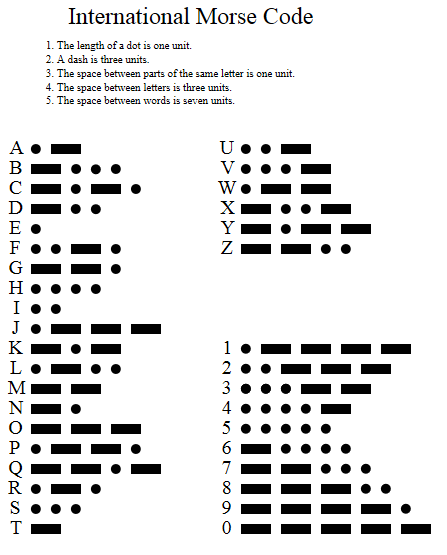 International Morse Code
1. The length of a dot is one unit.
2. A dash is three units.
3. The space between parts of the same letter is one unit.
4. The space between letters is three units.
5. The space between words is seven units.
A
B
C
D
E
F
G
H
I
J
K
L
M
N
O
P
Q
R
S
T
U
V
W
X
Y
Z
1
2
3
4
5
6
7
8
9
0